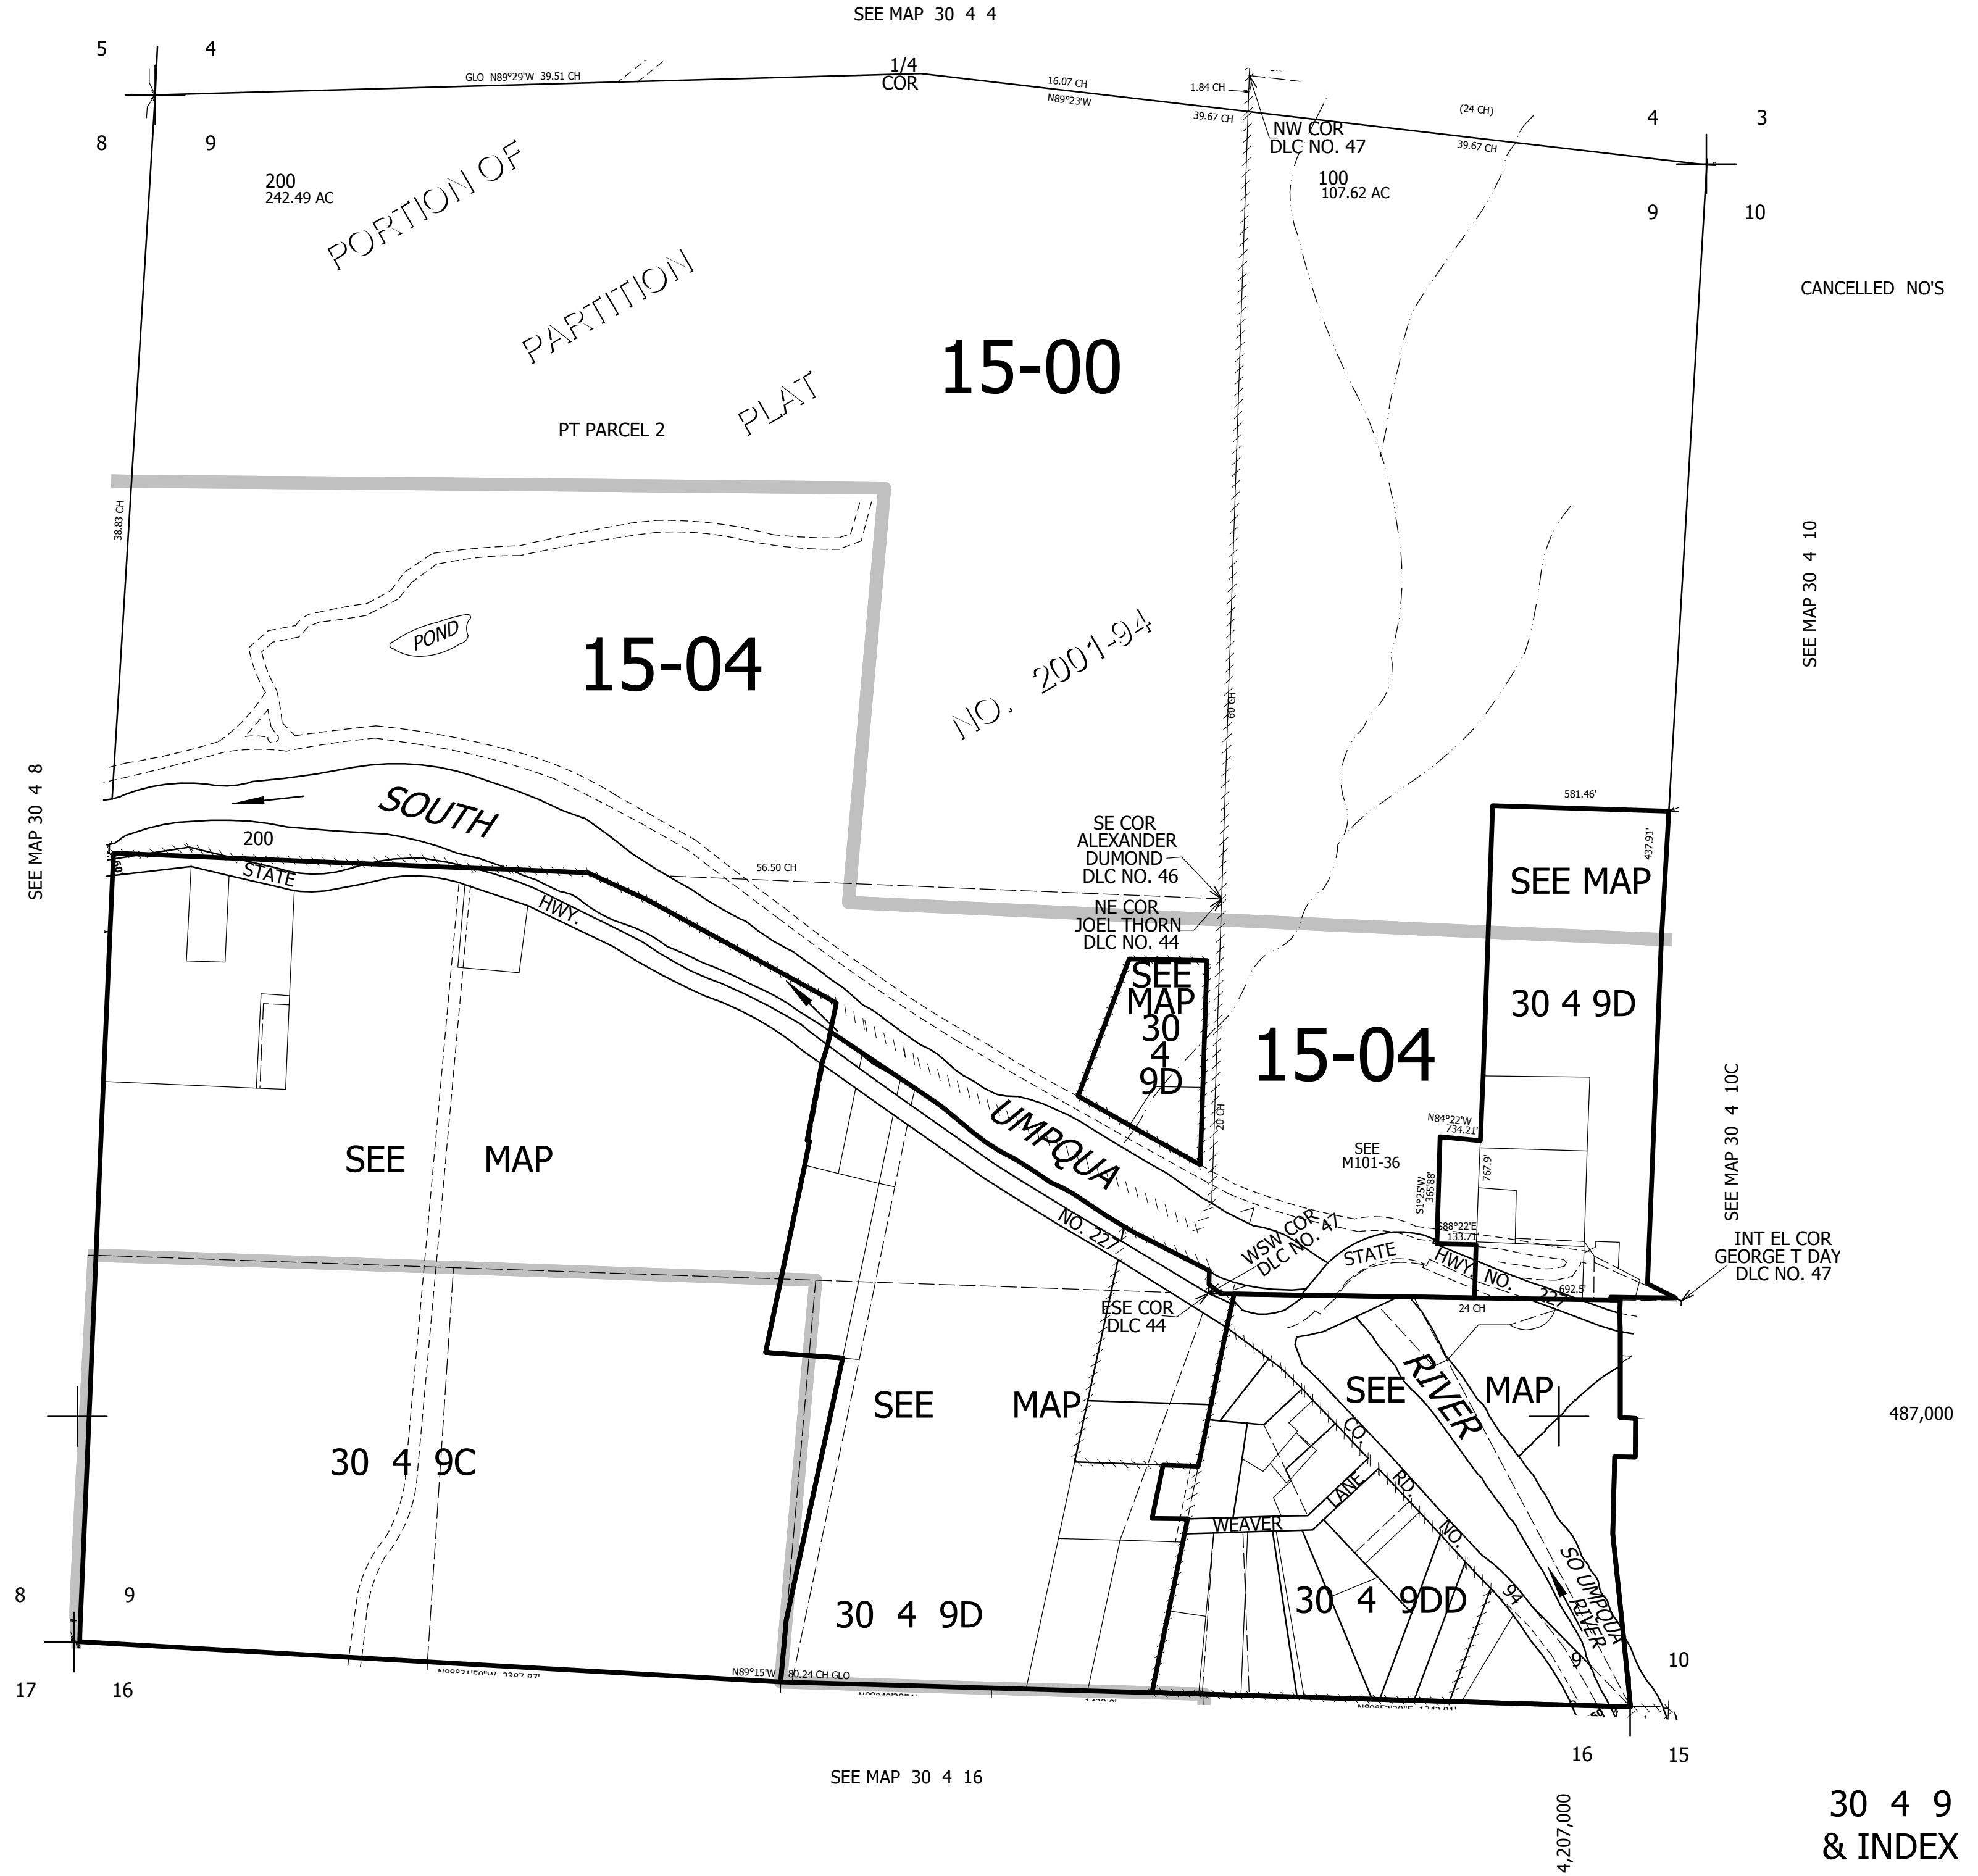 SEE MAP 30 4 4
5 4
8 9
GLO N89°29'W 39.51 CH
1/4
COR
16.07 CH
N89°23'W
1.84 CH
39.67 CH
(24 CH)
39.67 CH
4 3
9 10
NW COR
DLC NO. 47
200
242.49 AC
100
107.62 AC
PORTION OF
PARTITION
PLAT
NO. 2001-94
CANCELLED NO'S
15-00
PT PARCEL 2
38.83 CH
SEE MAP 30 4 10
POND
15-04
60 CH
SEE MAP 30 4 8
SOUTH
200
60'
STATE
HWY.
56.50 CH
SE COR
ALEXANDER
DUMOND
DLC NO. 46
NE COR
JOEL THORN
DLC NO. 44
581.46'
437.91'
SEE MAP
30 4 9D
SEE
MAP
30
4
9D
15-04
20 CH
UMPQUA
NO. 227
N84°22'W
734.21'
SEE
M101-36
767.9'
S1°25'W
365.88'
S88°22'E
133.71'
SEE MAP 30 4 10C
SEE MAP
WSW COR
DLC NO. 47
STATE
HWY. NO.
227
692.5'
24 CH
INT EL COR
GEORGE T DAY
DLC NO. 47
ESE COR
DLC 44
RIVER
SEE MAP
SEE MAP
487,000
30 4 9C
CO.
RD.
NO.
94
LANE
WEAVER
SO UMPQUA
RIVER
30 4 9D
30 4 9DD
8 9
17 16
N88°31'50"W 2387.87'
N89°15'W 80.24 CH GLO
9 10
16 15
SEE MAP 30 4 16
4,207,000
30 4 9
& INDEX